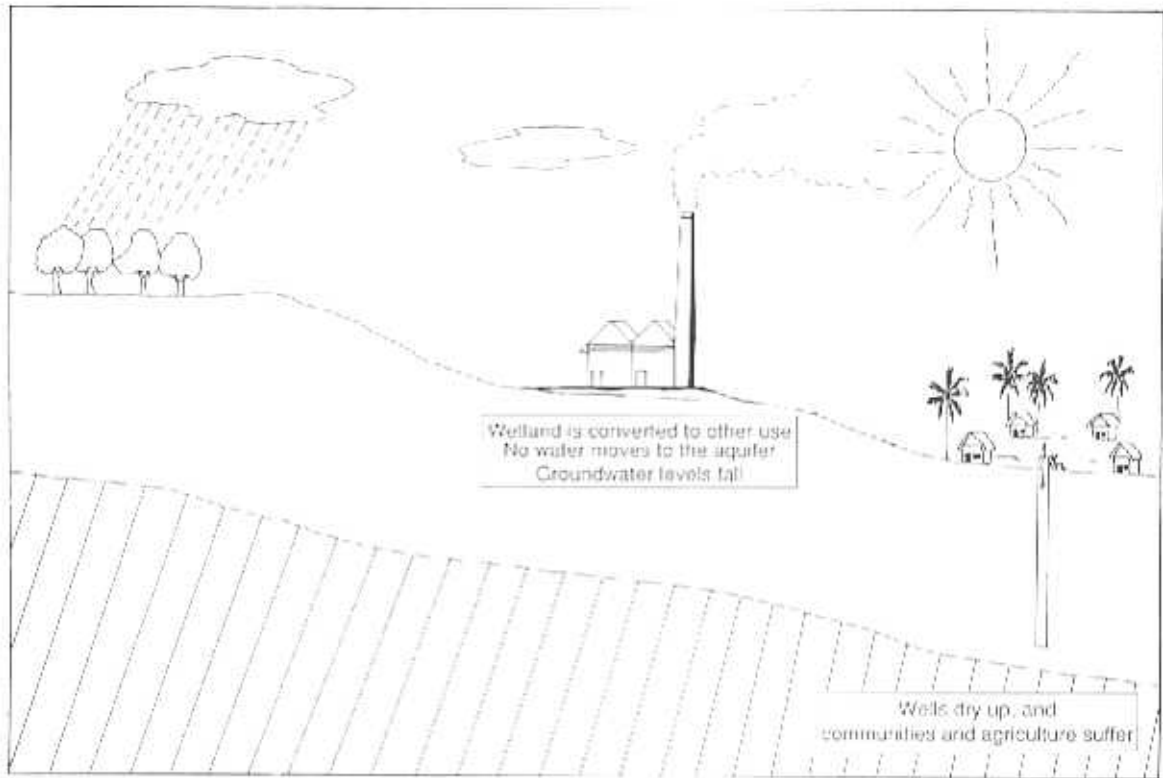 Wetland is converted to other use
No water moves to the aquifer
Groundwater levels fall
Wells dry up, and
communities and agriculture suffer